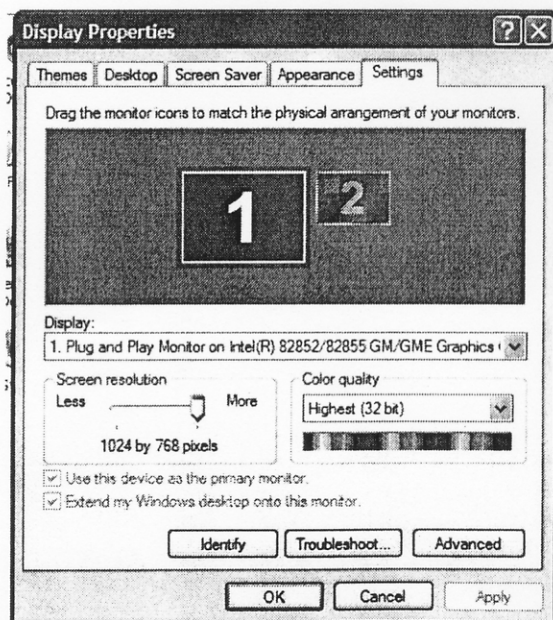 Display Properties
Themes Desktop Screen Saver Appearance Settings
Drag the monitor icons to match the physical arrangement of your monitors.
1 2
Display:
1. Plug and Play Monitor on Intel(R) 82852/82855 GM/GME Graphics
Screen resolution
Less More
1024 by 768 pixels
Color quality
Highest (32 bit)
Use this device as the primary monitor.
Extend my Windows desktop onto this monitor.
Identify Troubleshoot... Advanced
OK Cancel Apply